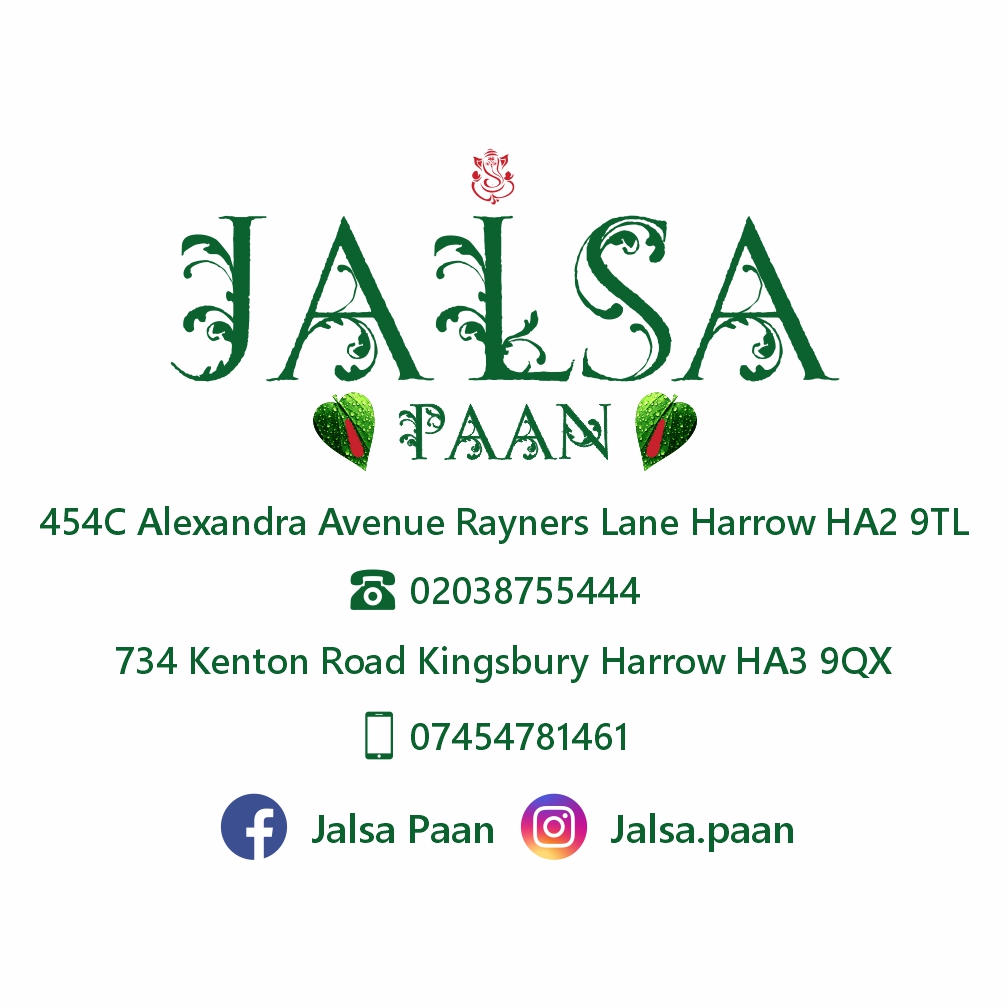 JALSA
PAAN
454C Alexandra Avenue Rayners Lane Harrow HA2 9TL
02038755444
734 Kenton Road Kingsbury Harrow HA3 9QX
07454781461
Jalsa Paan Jalsa.paan